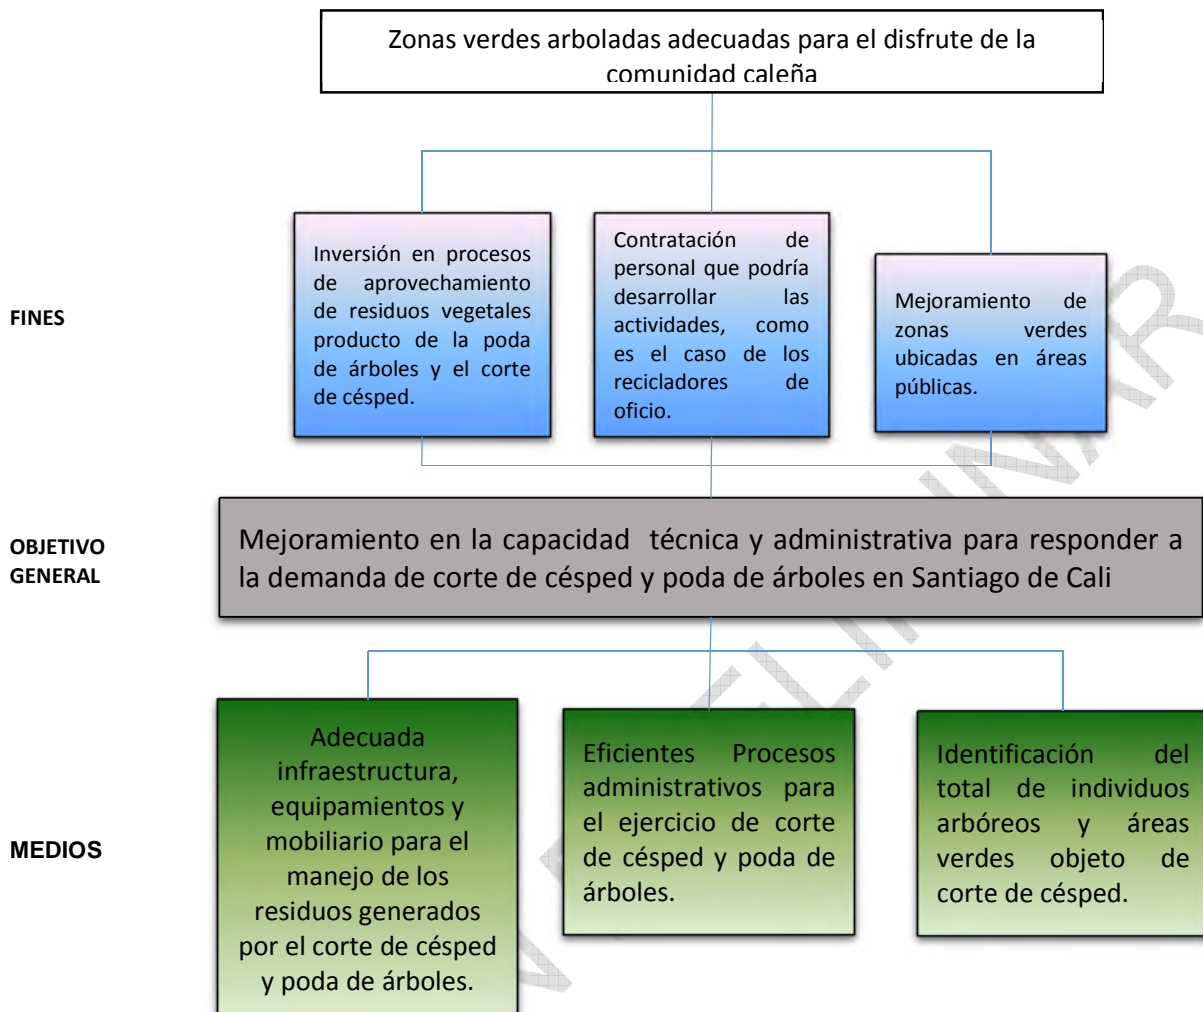 Zonas verdes arboladas adecuadas para el disfrute de la
comunidad caleña
FINES
Inversión en procesos
de aprovechamiento
de residuos vegetales
producto de la poda
de árboles y el corte
de césped.
Contratación de
personal que podría
desarrollar las
actividades, como
es el caso de los
recicladores de
oficio.
Mejoramiento de
zonas verdes
ubicadas en áreas
públicas.
OBJETIVO
GENERAL
Mejoramiento en la capacidad técnica y administrativa para responder a
la demanda de corte de césped y poda de árboles en Santiago de Cali
MEDIOS
Adecuada
infraestructura,
equipamientos y
mobiliario para el
manejo de los
residuos generados
por el corte de césped
y poda de árboles.
Eficientes Procesos
administrativos para
el ejercicio de corte
de césped y poda de
árboles.
Identificación del
total de individuos
arbóreos y áreas
verdes objeto de
corte de césped.